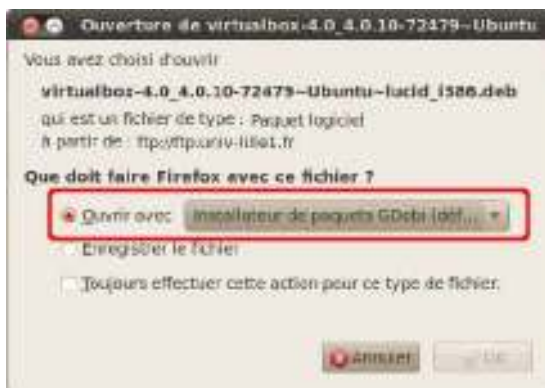 Ouverture de virtualbox-4.0_4.0.10-72479~Ubuntu
Vous avez choisi d'ouvrir
virtualbox-4.0_4.0.10-72479~Ubuntu~lucid_i386.deb
qui est un fichier de type : Paquet logiciel
à partir de : ftp://ftp.univ-lille1.fr
Que doit faire Firefox avec ce fichier ?
Ouvrir avec Installateur de paquets GDebi (déf...
Enregistrer le fichier
Toujours effectuer cette action pour ce type de fichier.
Annuler